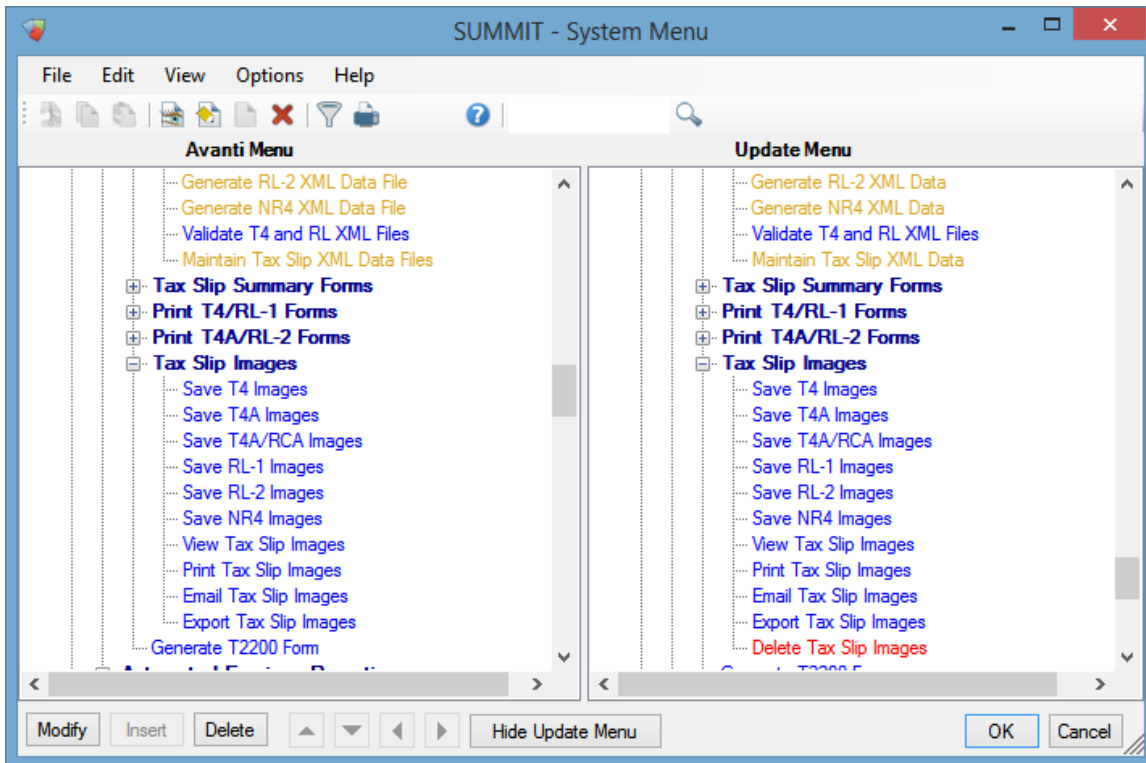 SUMMIT - System Menu
File Edit View Options Help
Avanti Menu
Generate RL-2 XML Data File
Generate NR4 XML Data File
Validate T4 and RL XML Files
Maintain Tax Slip XML Data Files
Tax Slip Summary Forms
Print T4/RL-1 Forms
Print T4A/RL-2 Forms
Tax Slip Images
Save T4 Images
Save T4A Images
Save T4A/RCA Images
Save RL-1 Images
Save RL-2 Images
Save NR4 Images
View Tax Slip Images
Print Tax Slip Images
Email Tax Slip Images
Export Tax Slip Images
Generate T2200 Form
Update Menu
Generate RL-2 XML Data
Generate NR4 XML Data
Validate T4 and RL XML Files
Maintain Tax Slip XML Data
Tax Slip Summary Forms
Print T4/RL-1 Forms
Print T4A/RL-2 Forms
Tax Slip Images
Save T4 Images
Save T4A Images
Save T4A/RCA Images
Save RL-1 Images
Save RL-2 Images
Save NR4 Images
View Tax Slip Images
Print Tax Slip Images
Email Tax Slip Images
Export Tax Slip Images
Delete Tax Slip Images
Modify Insert Delete Hide Update Menu OK Cancel